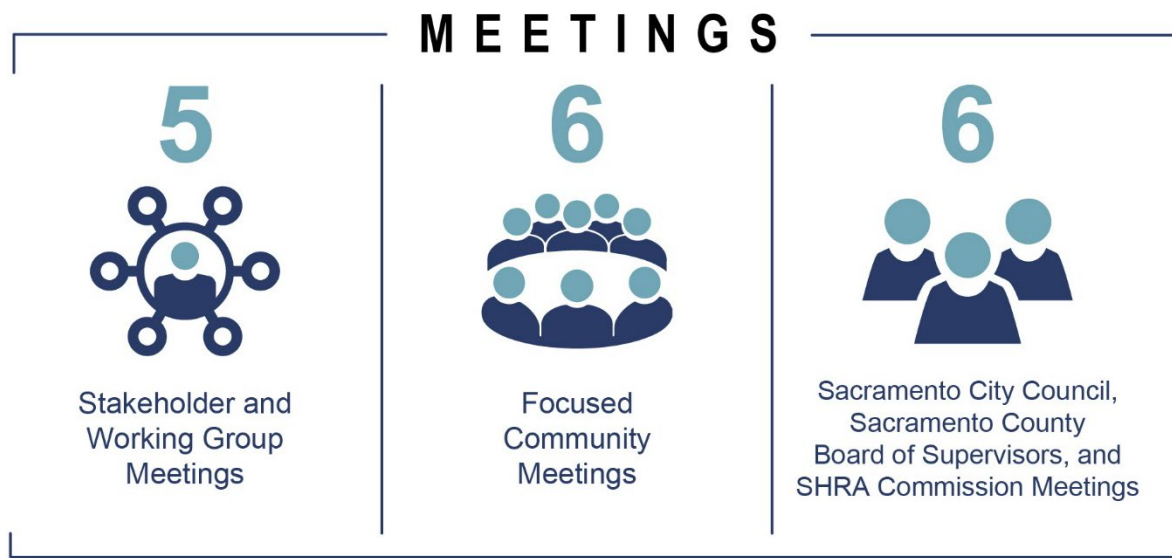 MEETINGS
5
Stakeholder and
Working Group
Meetings
6
Focused
Community
Meetings
6
Sacramento City Council,
Sacramento County
Board of Supervisors, and
SHRA Commission Meetings